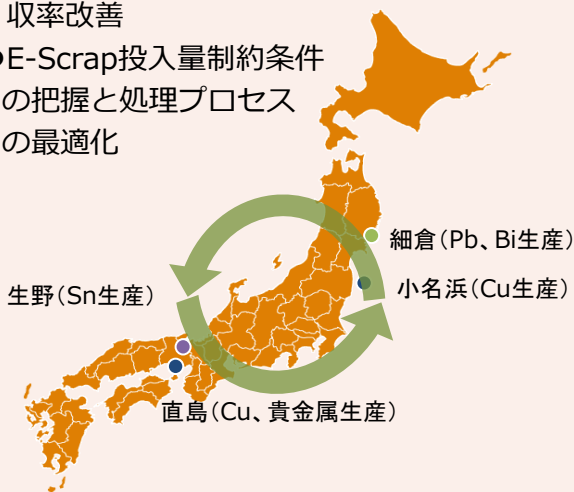 収率改善
E-Scrap投入量制約条件
の把握と処理プロセス
の最適化
細倉(Pb、Bi生産)
小名浜(Cu生産)
生野(Sn生産)
直島(Cu、貴金属生産)